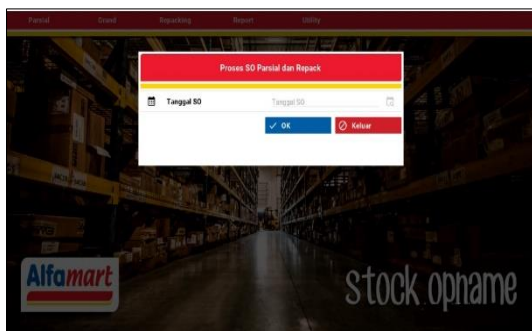 Parsial Grand Repacking Report Utility
Proses SO Parsial dan Repack
Tanggal SO Tanggal SO
OK Keluar
Alfamart
stock opname